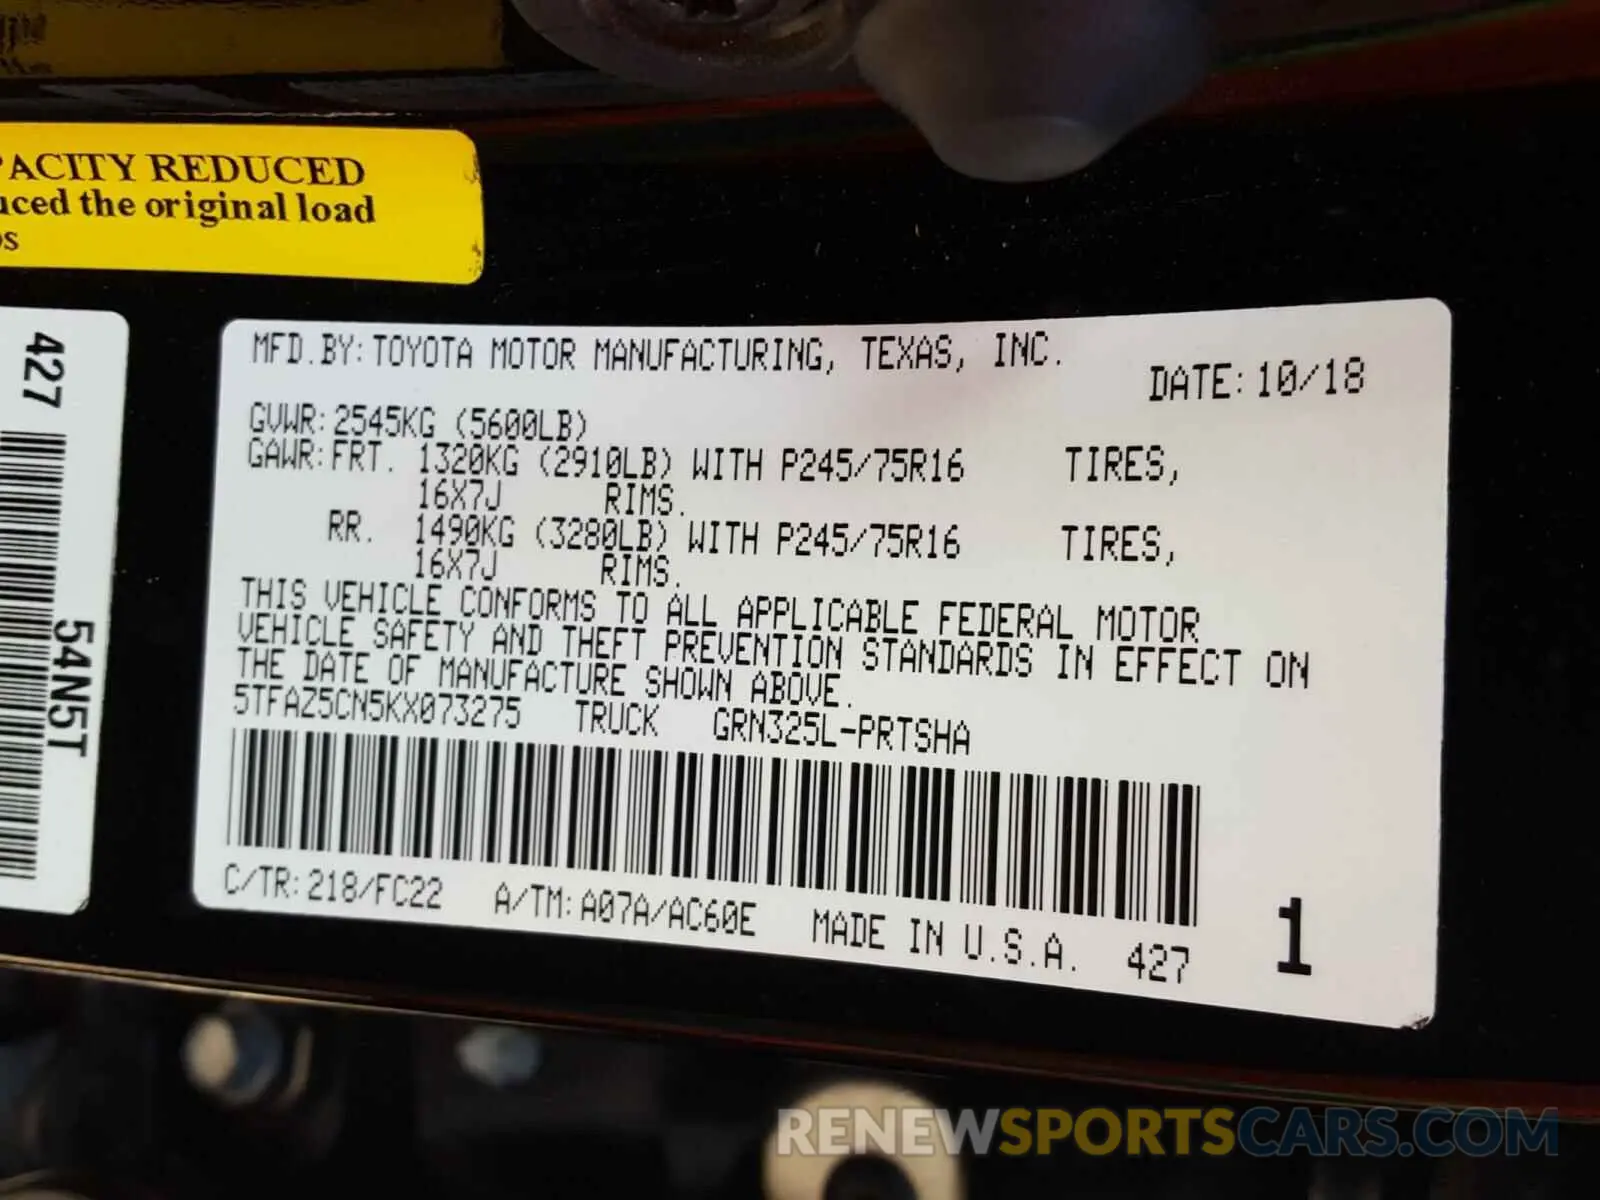 PACITY REDUCED
uced the original load
os
427
54N5T
MFD.BY:TOYOTA MOTOR MANUFACTURING, TEXAS, INC.
DATE:10/18
GVWR:2545KG (5600LB)
GAWR:FRT. 1320KG (2910LB) WITH P245/75R16 TIRES,
16X7J RIMS.
RR. 1490KG (3280LB) WITH P245/75R16 TIRES,
16X7J RIMS.
THIS VEHICLE CONFORMS TO ALL APPLICABLE FEDERAL MOTOR
VEHICLE SAFETY AND THEFT PREVENTION STANDARDS IN EFFECT ON
THE DATE OF MANUFACTURE SHOWN ABOVE.
5TFAZ5CN5KX073275 TRUCK GRN325L-PRTSHA
C/TR:218/FC22 A/TM:A07A/AC60E MADE IN U.S.A. 427
1
RENEWSPORTSCARS.COM